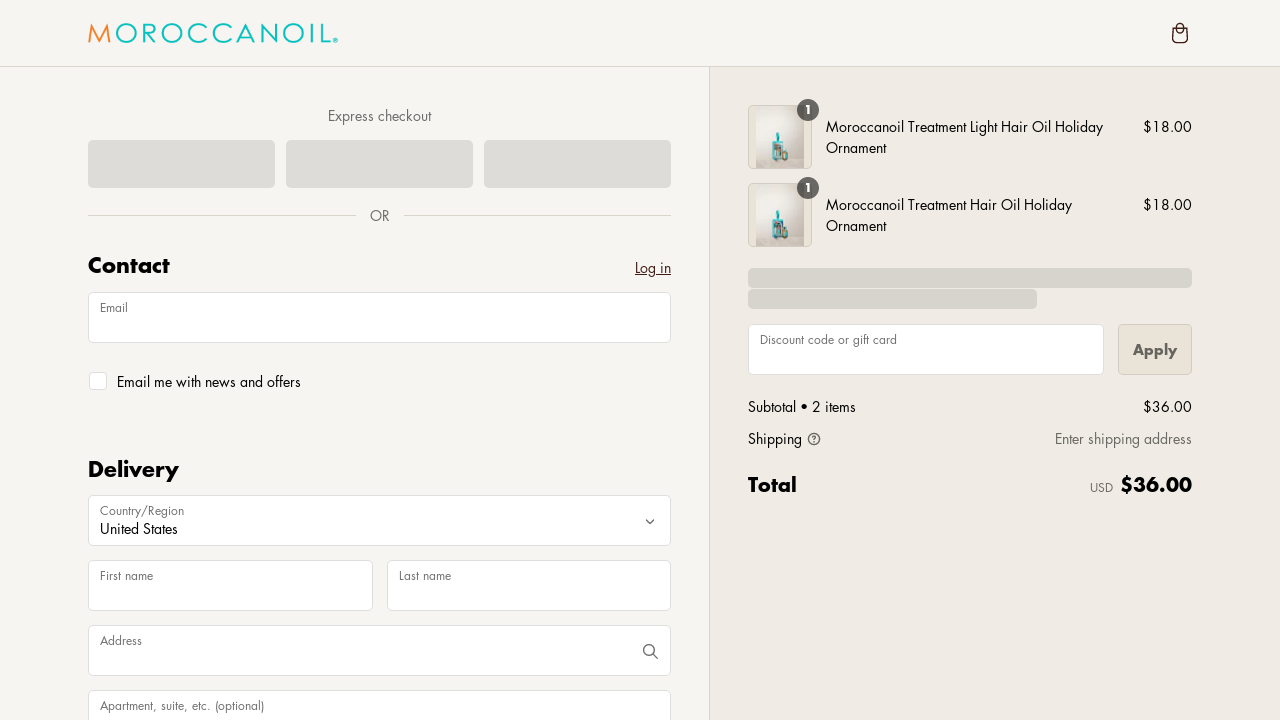 MOROCCANOIL®
Express checkout
OR
Contact
Log in
Email
Email me with news and offers
Delivery
Country/Region
United States
First name
Last name
Address
Apartment, suite, etc. (optional)
1
Moroccanoil Treatment Light Hair Oil Holiday
Ornament
$18.00
1
Moroccanoil Treatment Hair Oil Holiday
Ornament
$18.00
Discount code or gift card
Apply
Subtotal • 2 items
$36.00
Shipping
Enter shipping address
Total
USD $36.00